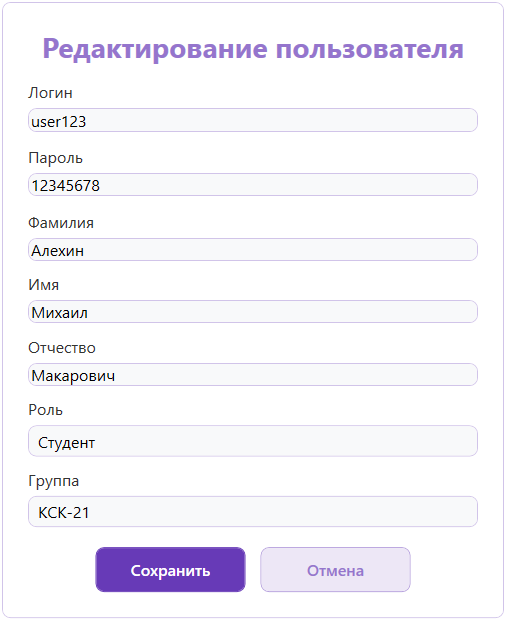 Редактирование пользователя
Логин
user123
Пароль
12345678
Фамилия
Алехин
Имя
Михаил
Отчество
Макарович
Роль
Студент
Группа
КСК-21
Сохранить Отмена